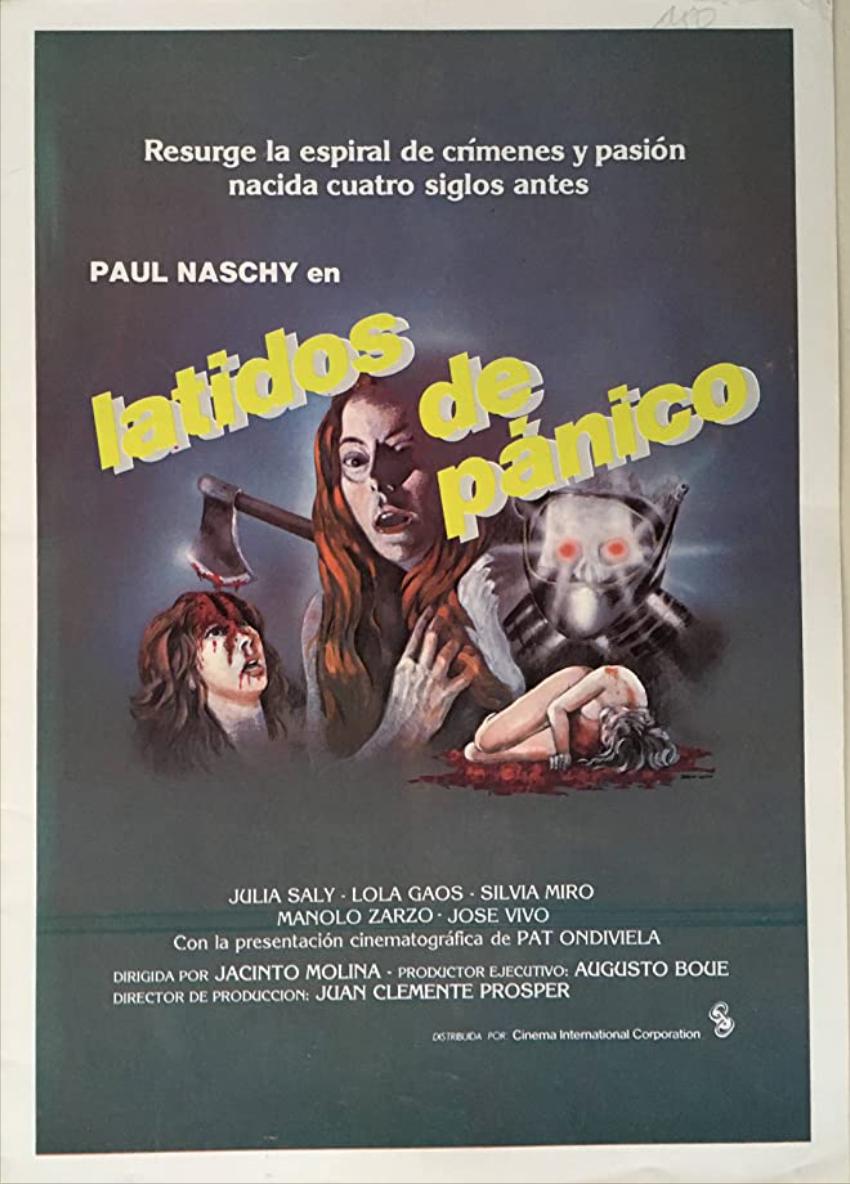 Resurge la espiral de crímenes y pasión
nacida cuatro siglos antes
PAUL NASCHY en
latidos
de
pánico
JULIA SALY · LOLA GAOS · SILVIA MIRO
MANOLO ZARZO · JOSE VIVO
Con la presentación cinematográfica de PAT ONDIVIELA
DIRIGIDA POR JACINTO MOLINA · PRODUCTOR EJECUTIVO: AUGUSTO BOUE
DIRECTOR DE PRODUCCION: JUAN CLEMENTE PROSPER
DISTRIBUIDA POR: Cinema International Corporation